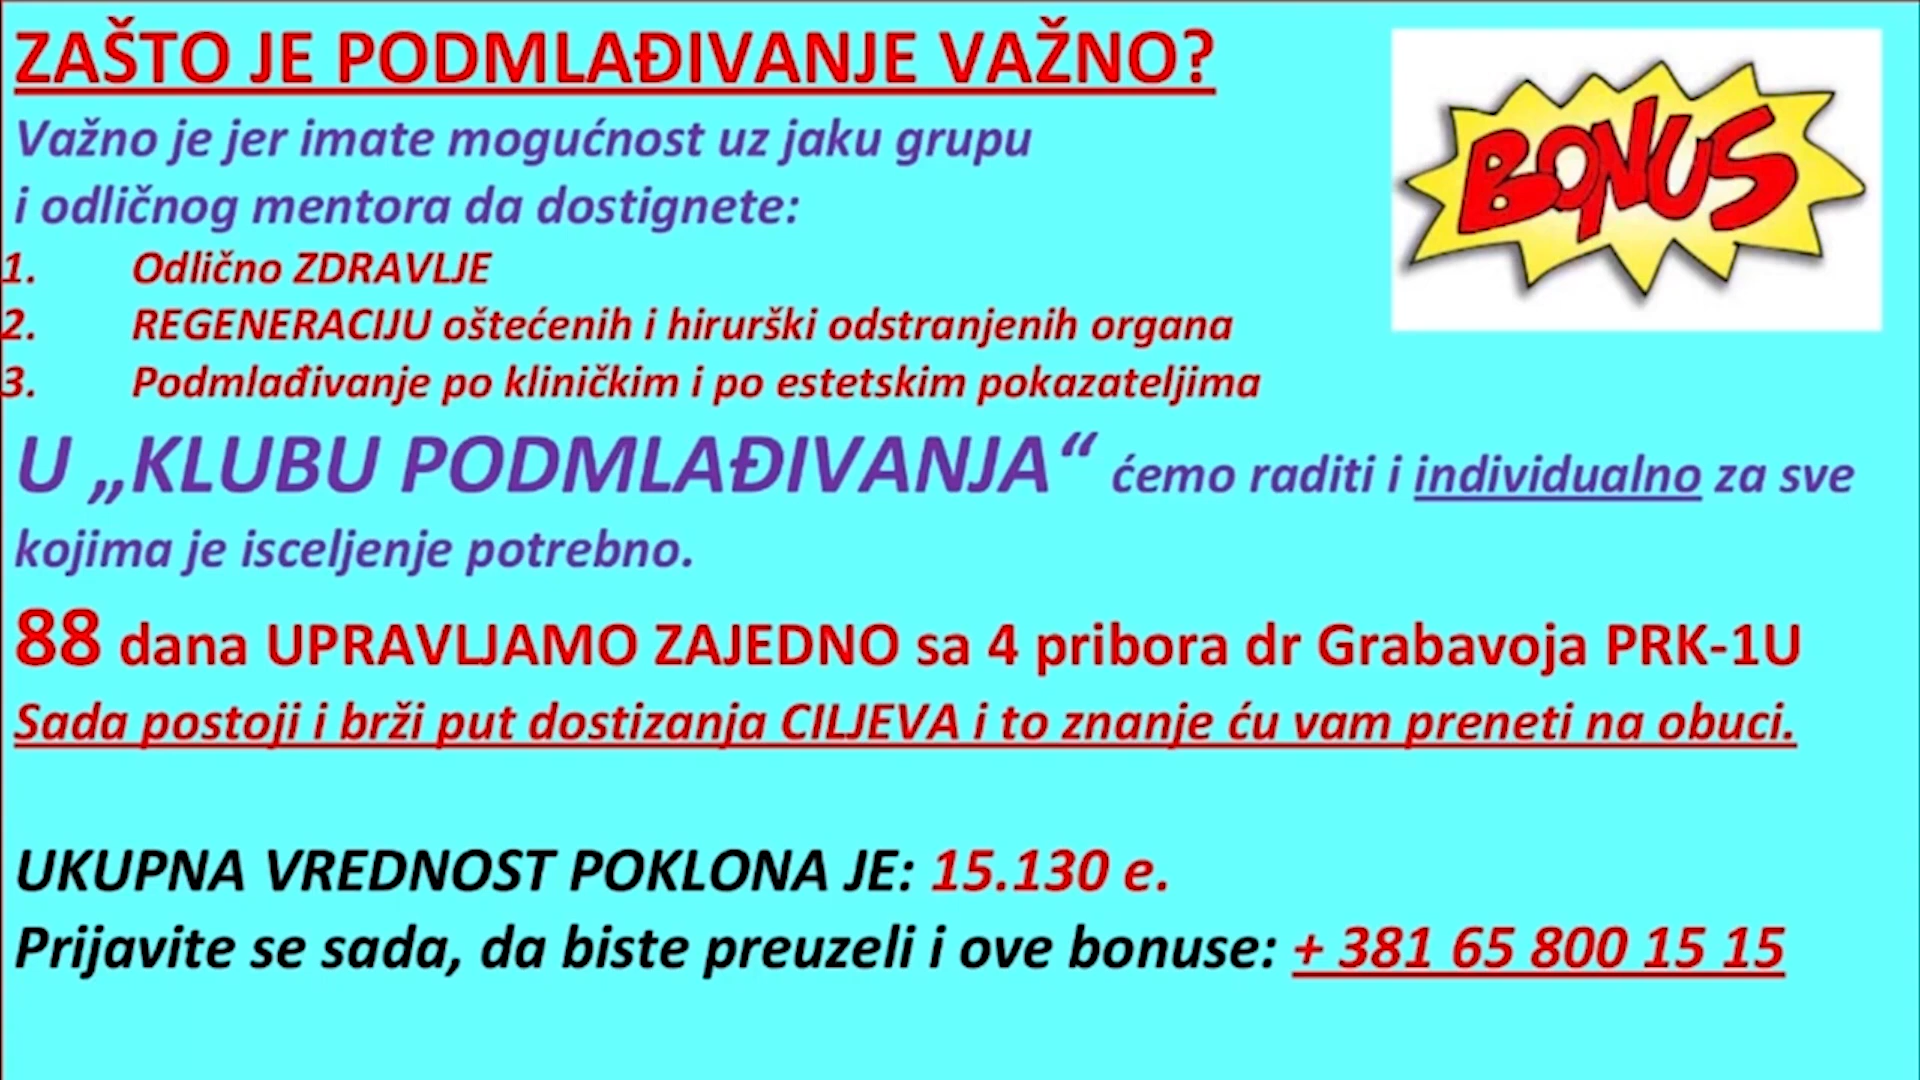 ZAŠTO JE PODMLAĐIVANJE VAŽNO?
BONUS
Važno je jer imate mogućnost uz jaku grupu
i odličnog mentora da dostignete:
1. Odlično ZDRAVLJE
2. REGENERACIJU oštećenih i hirurški odstranjenih organa
3. Podmlađivanje po kliničkim i po estetskim pokazateljima
U „KLUBU PODMLAĐIVANJA“ ćemo raditi i individualno za sve
kojima je isceljenje potrebno.
88 dana UPRAVLJAMO ZAJEDNO sa 4 pribora dr Grabavoja PRK-1U
Sada postoji i brži put dostizanja CILJEVA i to znanje ću vam preneti na obuci.
UKUPNA VREDNOST POKLONA JE: 15.130 e.
Prijavite se sada, da biste preuzeli i ove bonuse: + 381 65 800 15 15